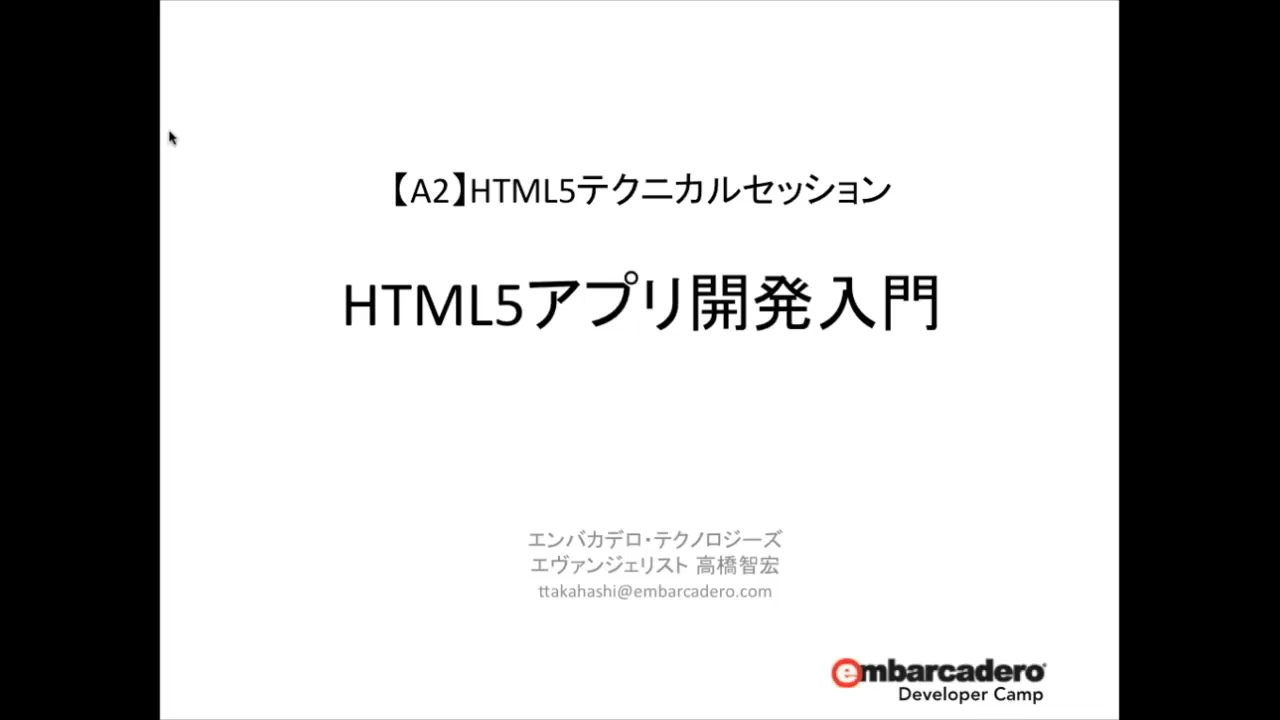 【A2】HTML5テクニカルセッション
HTML5アプリ開発入門
エンバカデロ・テクノロジーズ
エヴァンジェリスト 高橋智宏
ttakahashi@embarcadero.com
embarcadero
Developer Camp